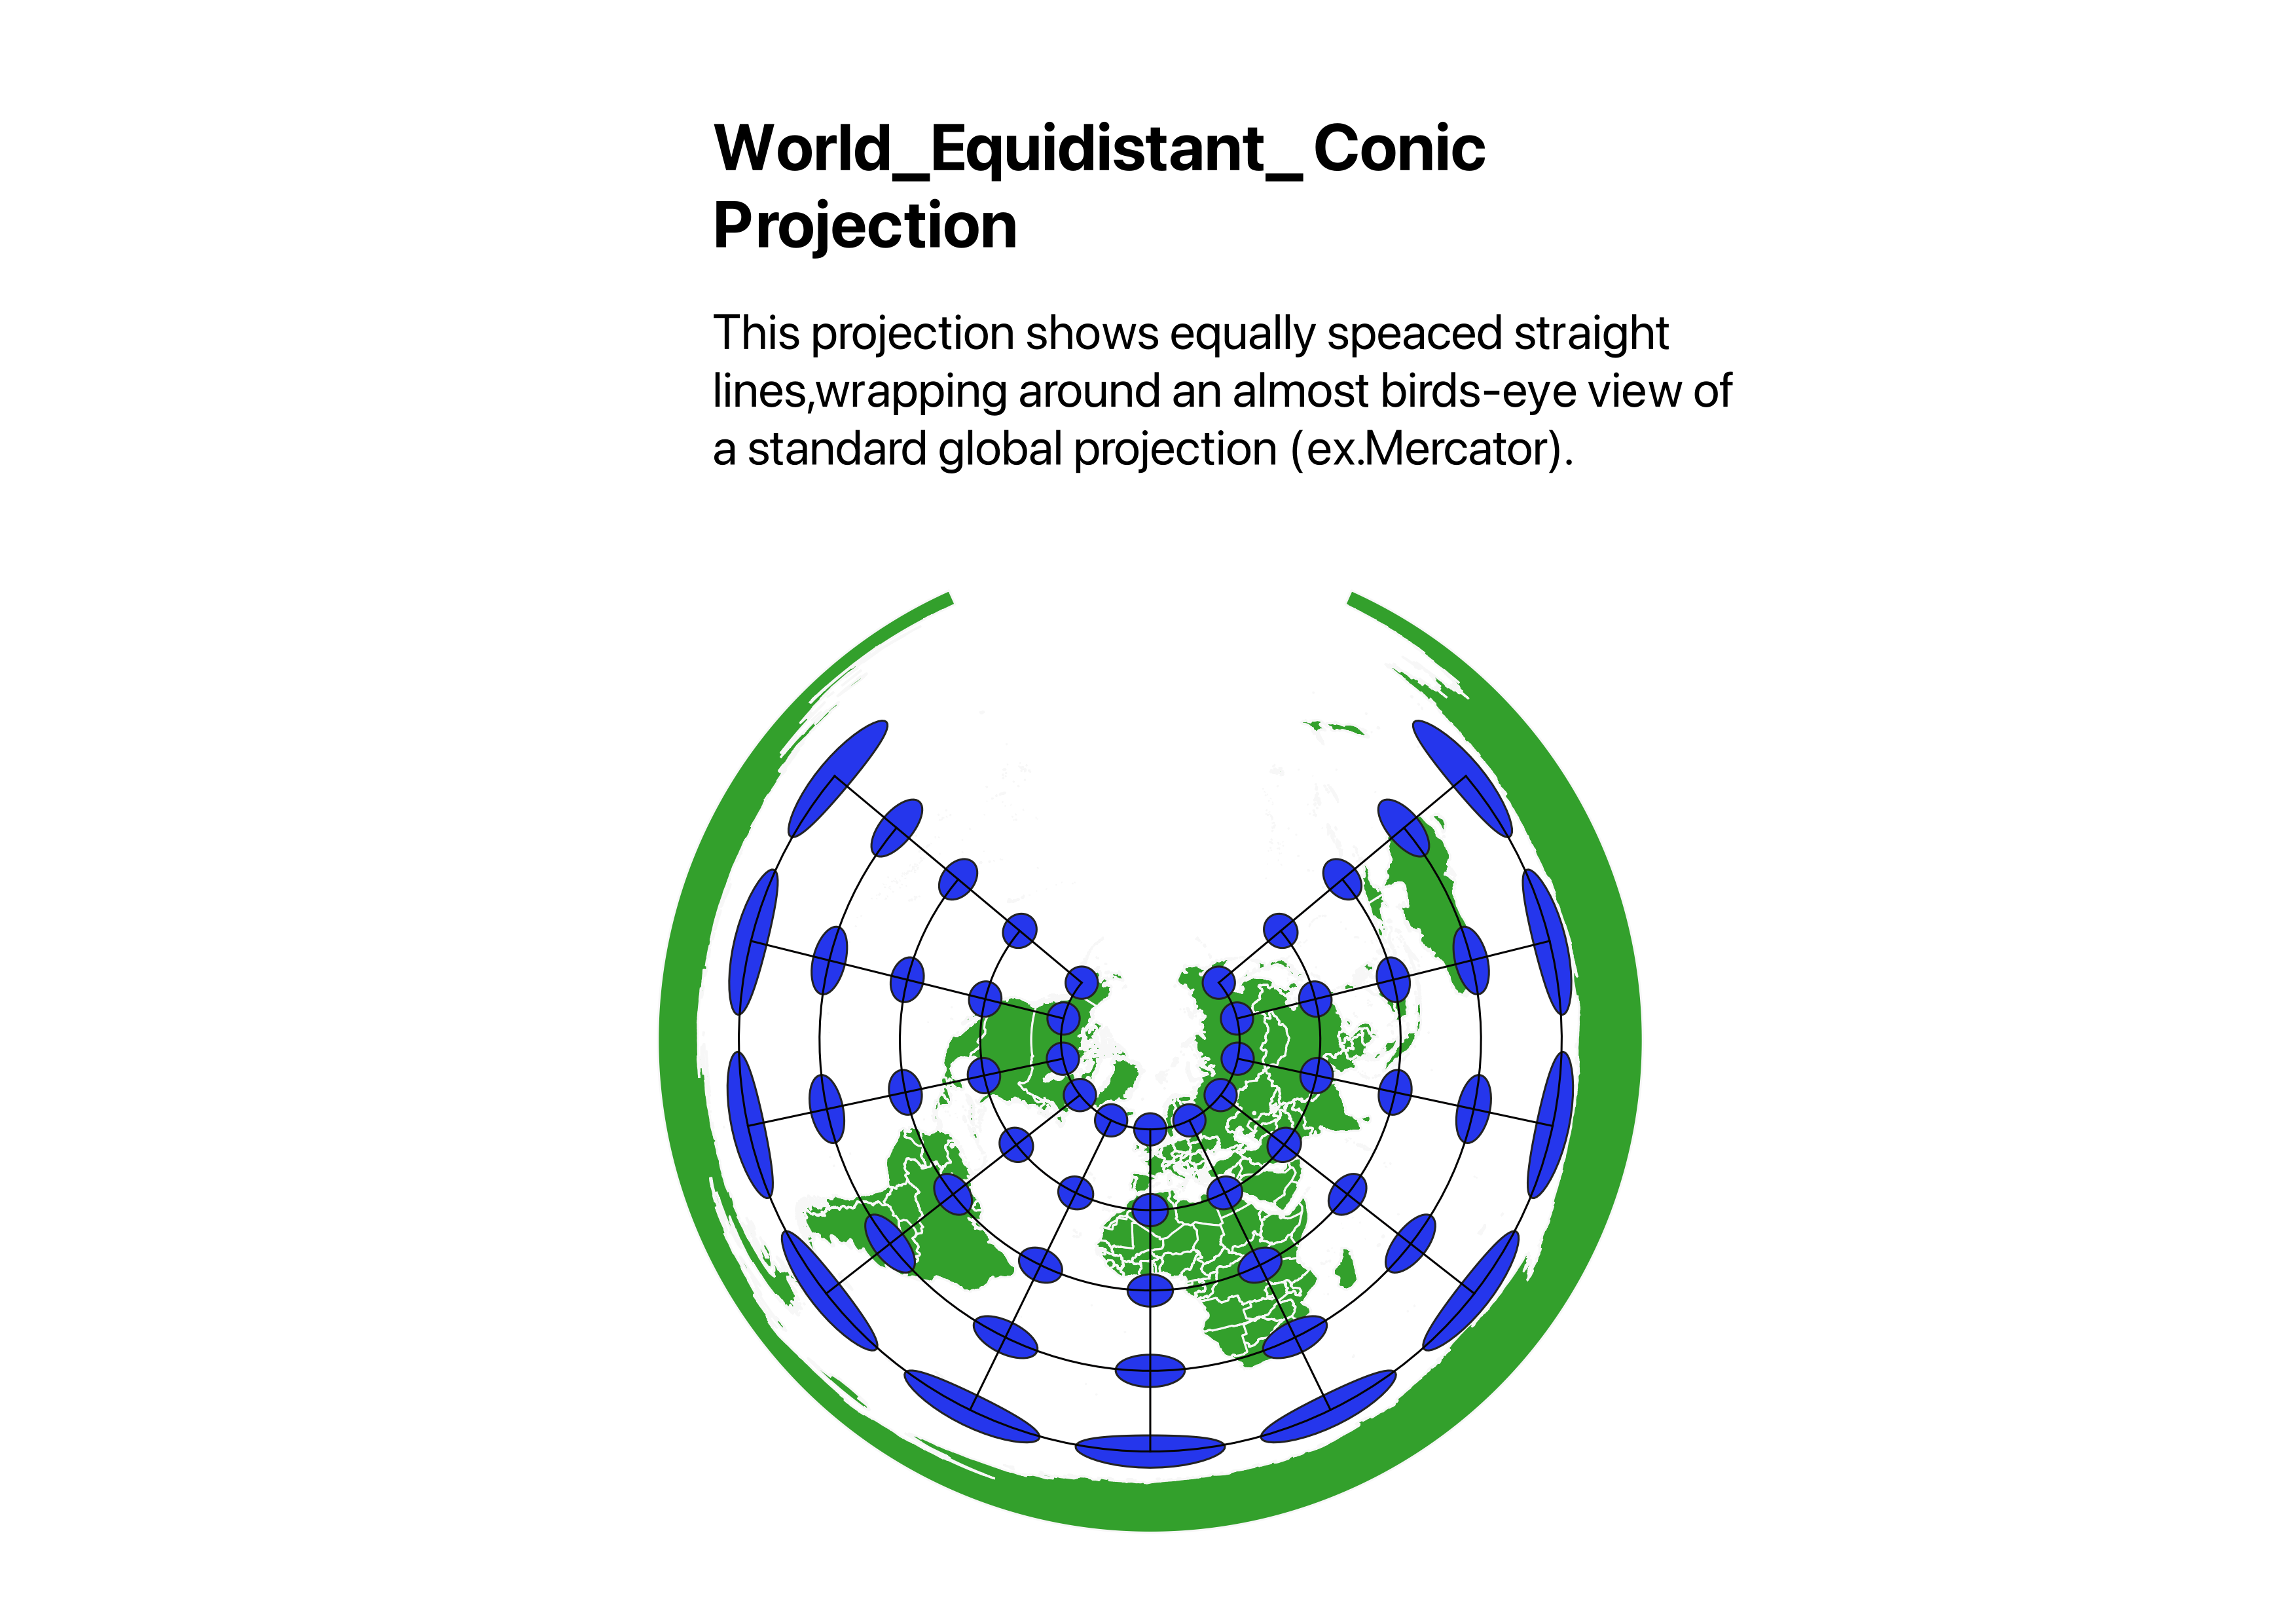 World_Equidistant_ Conic
Projection
This projection shows equally speaced straight
lines,wrapping around an almost birds-eye view of
a standard global projection (ex.Mercator).